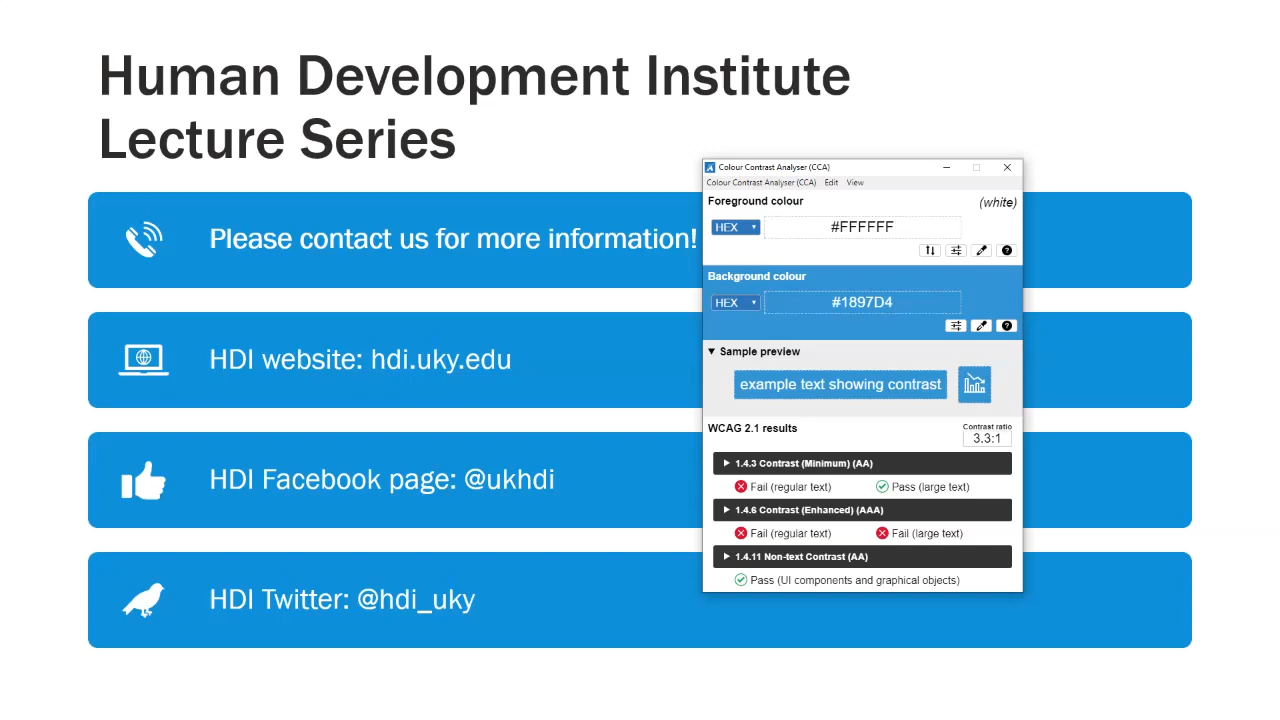 Human Development Institute
Lecture Series
Please contact us for more information!
HDI website: hdi.uky.edu
HDI Facebook page: @ukhdi
HDI Twitter: @hdi_uky
Colour Contrast Analyser (CCA)
Colour Contrast Analyser (CCA) Edit View
Foreground colour (white)
HEX #FFFFFF
Background colour
HEX #1897D4
Sample preview
example text showing contrast
WCAG 2.1 results
Contrast ratio
3.3:1
1.4.3 Contrast (Minimum) (AA)
Fail (regular text) Pass (large text)
1.4.6 Contrast (Enhanced) (AAA)
Fail (regular text) Fail (large text)
1.4.11 Non-text Contrast (AA)
Pass (UI components and graphical objects)